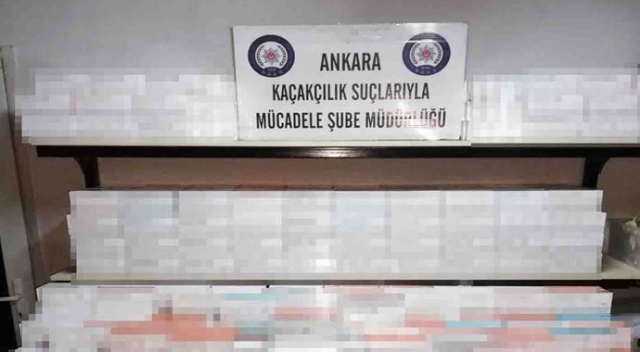 ANKARA
KAÇAKÇILIK SUÇLARIYLA
MÜCADELE ŞUBE MÜDÜRLÜĞÜ